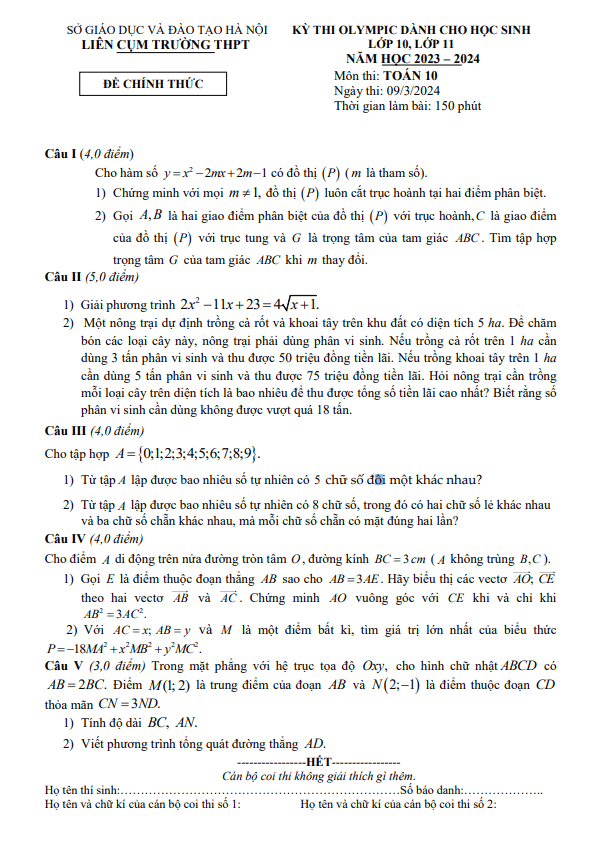 SỞ GIÁO DỤC VÀ ĐÀO TẠO HÀ NỘI
LIÊN CỤM TRƯỜNG THPT
ĐỀ CHÍNH THỨC
KỲ THI OLYMPIC DÀNH CHO HỌC SINH
LỚP 10, LỚP 11
NĂM HỌC 2023 – 2024
Môn thi: TOÁN 10
Ngày thi: 09/3/2024
Thời gian làm bài: 150 phút
Câu I (4,0 điểm)
Cho hàm số y = x² − 2mx + 2m − 1 có đồ thị (P) (m là tham số).
1) Chứng minh với mọi m ≠ 1, đồ thị (P) luôn cắt trục hoành tại hai điểm phân biệt.
2) Gọi A, B là hai giao điểm phân biệt của đồ thị (P) với trục hoành, C là giao điểm
của đồ thị (P) với trục tung và G là trọng tâm của tam giác ABC. Tìm tập hợp
trọng tâm G của tam giác ABC khi m thay đổi.
Câu II (5,0 điểm)
1) Giải phương trình 2x² − 11x + 23 = 4√(x+1).
2) Một nông trại dự định trồng cà rốt và khoai tây trên khu đất có diện tích 5 ha. Để chăm
bón các loại cây này, nông trại phải dùng phân vi sinh. Nếu trồng cà rốt trên 1 ha cần
dùng 3 tấn phân vi sinh và thu được 50 triệu đồng tiền lãi. Nếu trồng khoai tây trên 1 ha
cần dùng 5 tấn phân vi sinh và thu được 75 triệu đồng tiền lãi. Hỏi nông trại cần trồng
mỗi loại cây trên diện tích là bao nhiêu để thu được tổng số tiền lãi cao nhất? Biết rằng số
phân vi sinh cần dùng không được vượt quá 18 tấn.
Câu III (4,0 điểm)
Cho tập hợp A = {0;1;2;3;4;5;6;7;8;9}.
1) Từ tập A lập được bao nhiêu số tự nhiên có 5 chữ số đôi một khác nhau?
2) Từ tập A lập được bao nhiêu số tự nhiên có 8 chữ số, trong đó có hai chữ số lẻ khác nhau
và ba chữ số chẵn khác nhau, mà mỗi chữ số chẵn có mặt đúng hai lần?
Câu IV (4,0 điểm)
Cho điểm A di động trên nửa đường tròn tâm O, đường kính BC = 3 cm (A không trùng B, C).
1) Gọi E là điểm thuộc đoạn thẳng AB sao cho AB = 3AE. Hãy biểu thị các vectơ \overrightarrow{AO}; \overrightarrow{CE}
theo hai vectơ \overrightarrow{AB} và \overrightarrow{AC}. Chứng minh AO vuông góc với CE khi và chỉ khi
AB² = 3AC².
2) Với AC = x; AB = y và M là một điểm bất kì, tìm giá trị lớn nhất của biểu thức
P = −18MA² + x²MB² + y²MC².
Câu V (3,0 điểm) Trong mặt phẳng với hệ trục tọa độ Oxy, cho hình chữ nhật ABCD có
AB = 2BC. Điểm M(1; 2) là trung điểm của đoạn AB và N(2; −1) là điểm thuộc đoạn CD
thỏa mãn CN = 3ND.
1) Tính độ dài BC, AN.
2) Viết phương trình tổng quát đường thẳng AD.
-----------------HẾT-----------------
Cán bộ coi thi không giải thích gì thêm.
Họ tên thí sinh:……………………………………………………………Số báo danh:………………..
Họ tên và chữ kí của cán bộ coi thi số 1: Họ tên và chữ kí của cán bộ coi thi số 2: